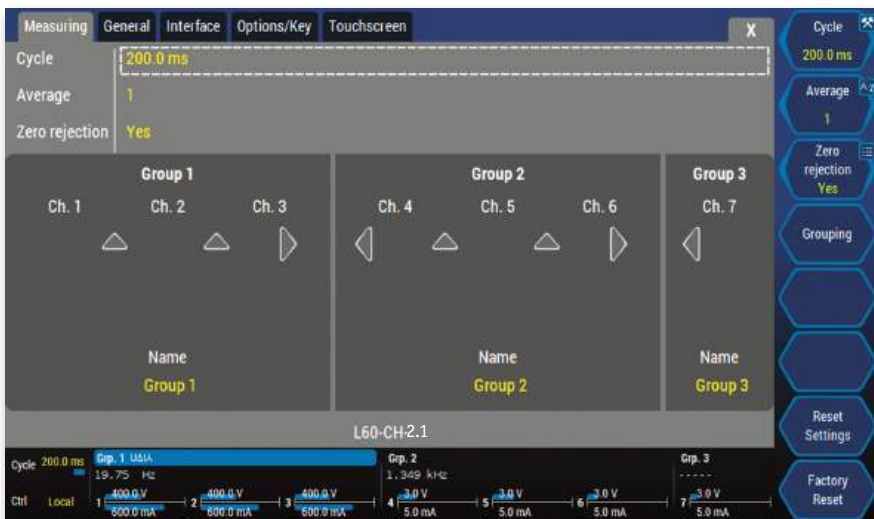 Measuring General Interface Options/Key Touchscreen X
Cycle 200.0 ms
Average 1
Zero rejection Yes
Group 1 Group 2 Group 3
Ch. 1 Ch. 2 Ch. 3 Ch. 4 Ch. 5 Ch. 6 Ch. 7
Name Name Name
Group 1 Group 2 Group 3
L60-CH-2.1
Cycle 200.0 ms Grp. 1 UΔIΛ Grp. 2 Grp. 3
19.75 Hz 1.349 kHz -----
Ctrl Local
1 400.0 V 2 400.0 V 3 400.0 V 4 3.0 V 5 3.0 V 6 3.0 V 7 3.0 V
600.0 mA 600.0 mA 600.0 mA 5.0 mA 5.0 mA 5.0 mA 5.0 mA
Cycle
200.0 ms
Average
1
Zero
rejection
Yes
Grouping
Reset
Settings
Factory
Reset